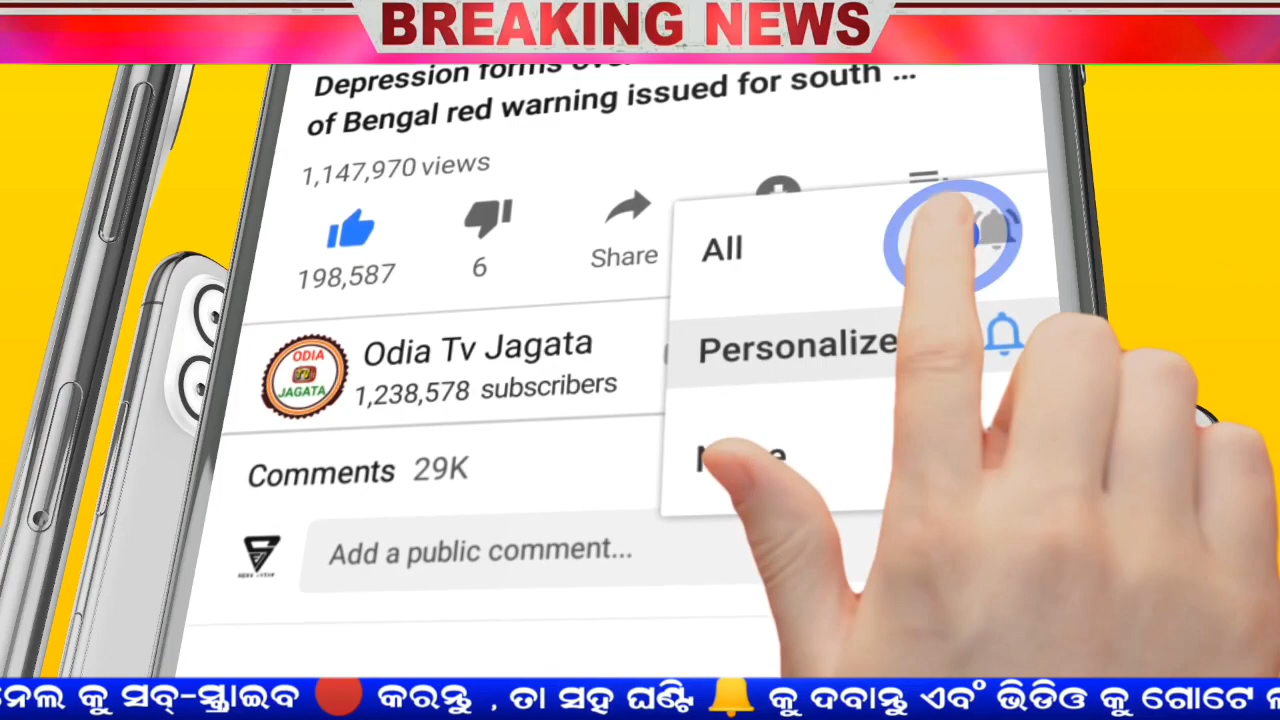 BREAKING NEWS
Depression forms
of Bengal red warning issued for south ...
1,147,970 views
198,587
6
Share
All
Personalize
ODIA
TV
JAGATA
Odia Tv Jagata
1,238,578 subscribers
Comments 29K
Add a public comment...
କୁ ସବ୍-ସ୍କ୍ରାଇବ 🔴 କରନ୍ତୁ , ତା ସହ ଘଣ୍ଟି 🔔 କୁ ଦବାନ୍ତୁ ଏବଂ ଭିଡିଓ କୁ ଗୋଟେ